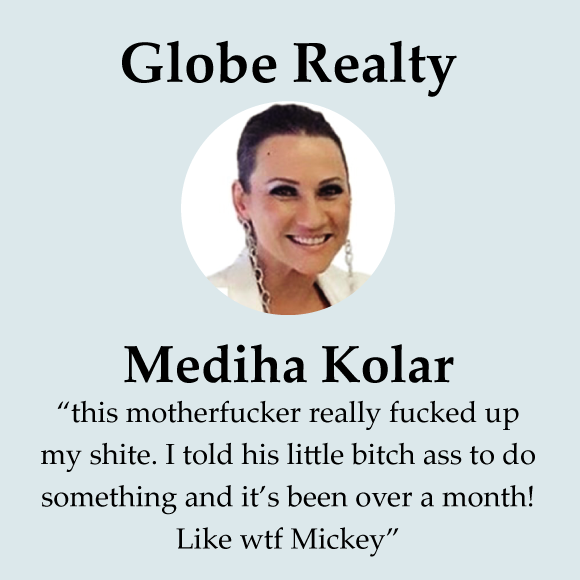 Globe Realty
Mediha Kolar
“this motherfucker really fucked up
my shite. I told his little bitch ass to do
something and it’s been over a month!
Like wtf Mickey”